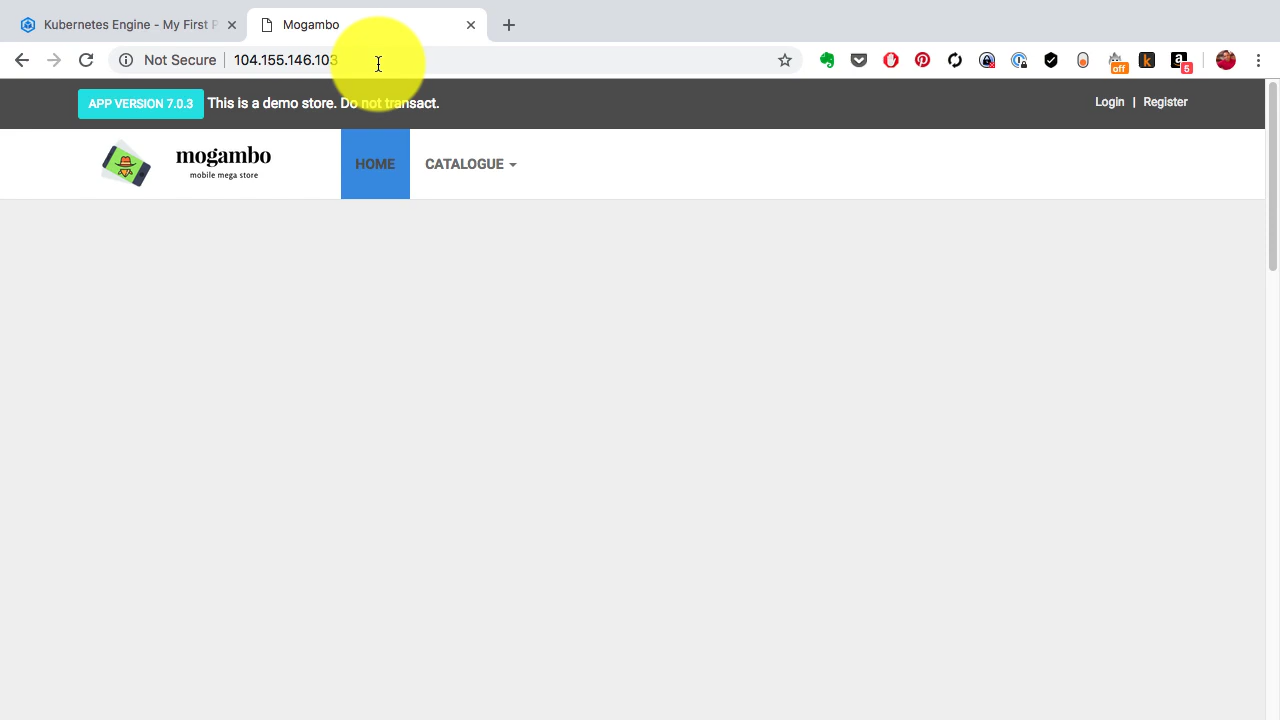 Kubernetes Engine - My First P
Mogambo
Not Secure
104.155.146.103
off
k
a
5
APP VERSION 7.0.3
This is a demo store. Do not transact.
Login | Register
mogambo
mobile mega store
HOME
CATALOGUE